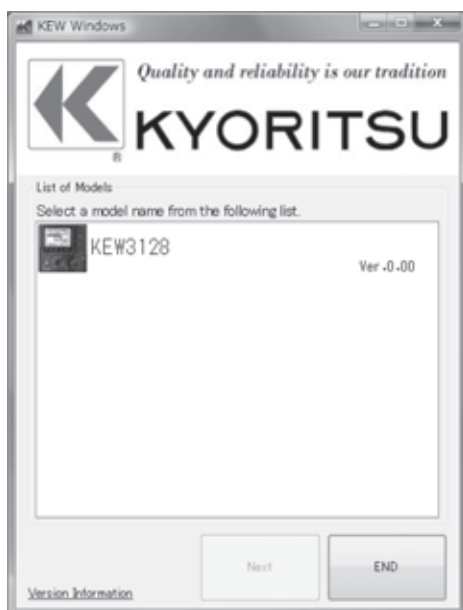 KEW Windows
Quality and reliability is our tradition
KYORITSU
®
List of Models
Select a model name from the following list.
KEW3128
Ver.0.00
Next
END
Version Information